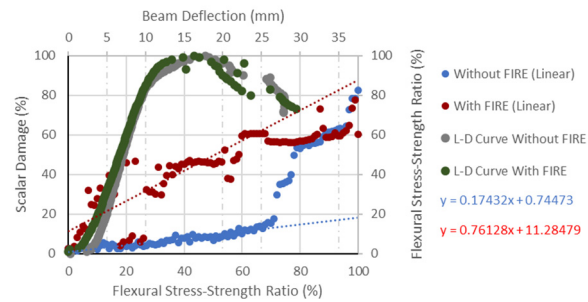 Beam Deflection (mm)
0 5 10 15 20 25 30 35
100
80
60
40
20
0
Scalar Damage (%)
100
80
60
40
20
0
Flexural Stress-Strength Ratio (%)
0 20 40 60 80 100
Flexural Stress-Strength Ratio (%)
Without FIRE (Linear)
With FIRE (Linear)
L-D Curve Without FIRE
L-D Curve With FIRE
y = 0.17432x + 0.74473
y = 0.76128x + 11.28479